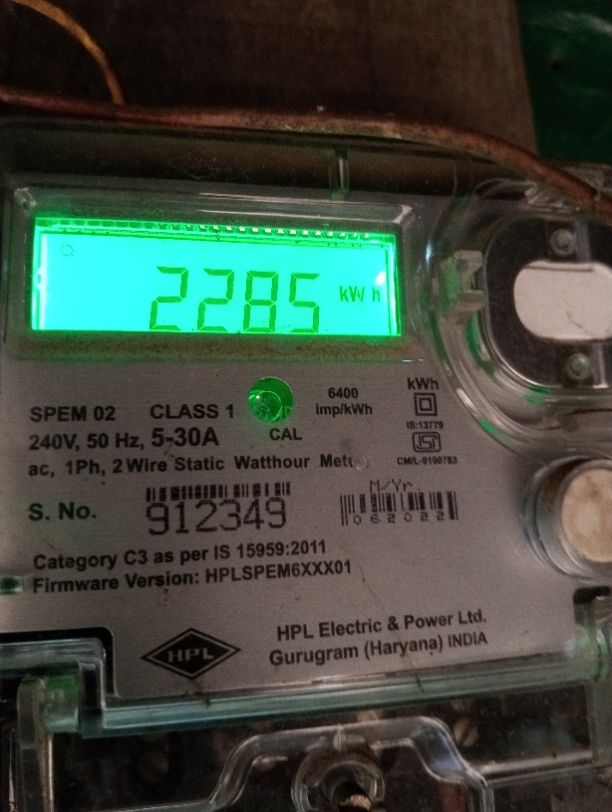 2285 kWh
6400
Imp/kWh
kWh
IS:13779
CM/L-9190783
SPEM 02 CLASS 1
240V, 50 Hz, 5-30A CAL
ac, 1Ph, 2 Wire Static Watthour
M/Yr.
S. No. 912349 062022
Category C3 as per IS 15959:2011
Firmware Version: HPLSPEM6XXX01
HPL
HPL Electric & Power Ltd.
Gurugram (Haryana) INDIA